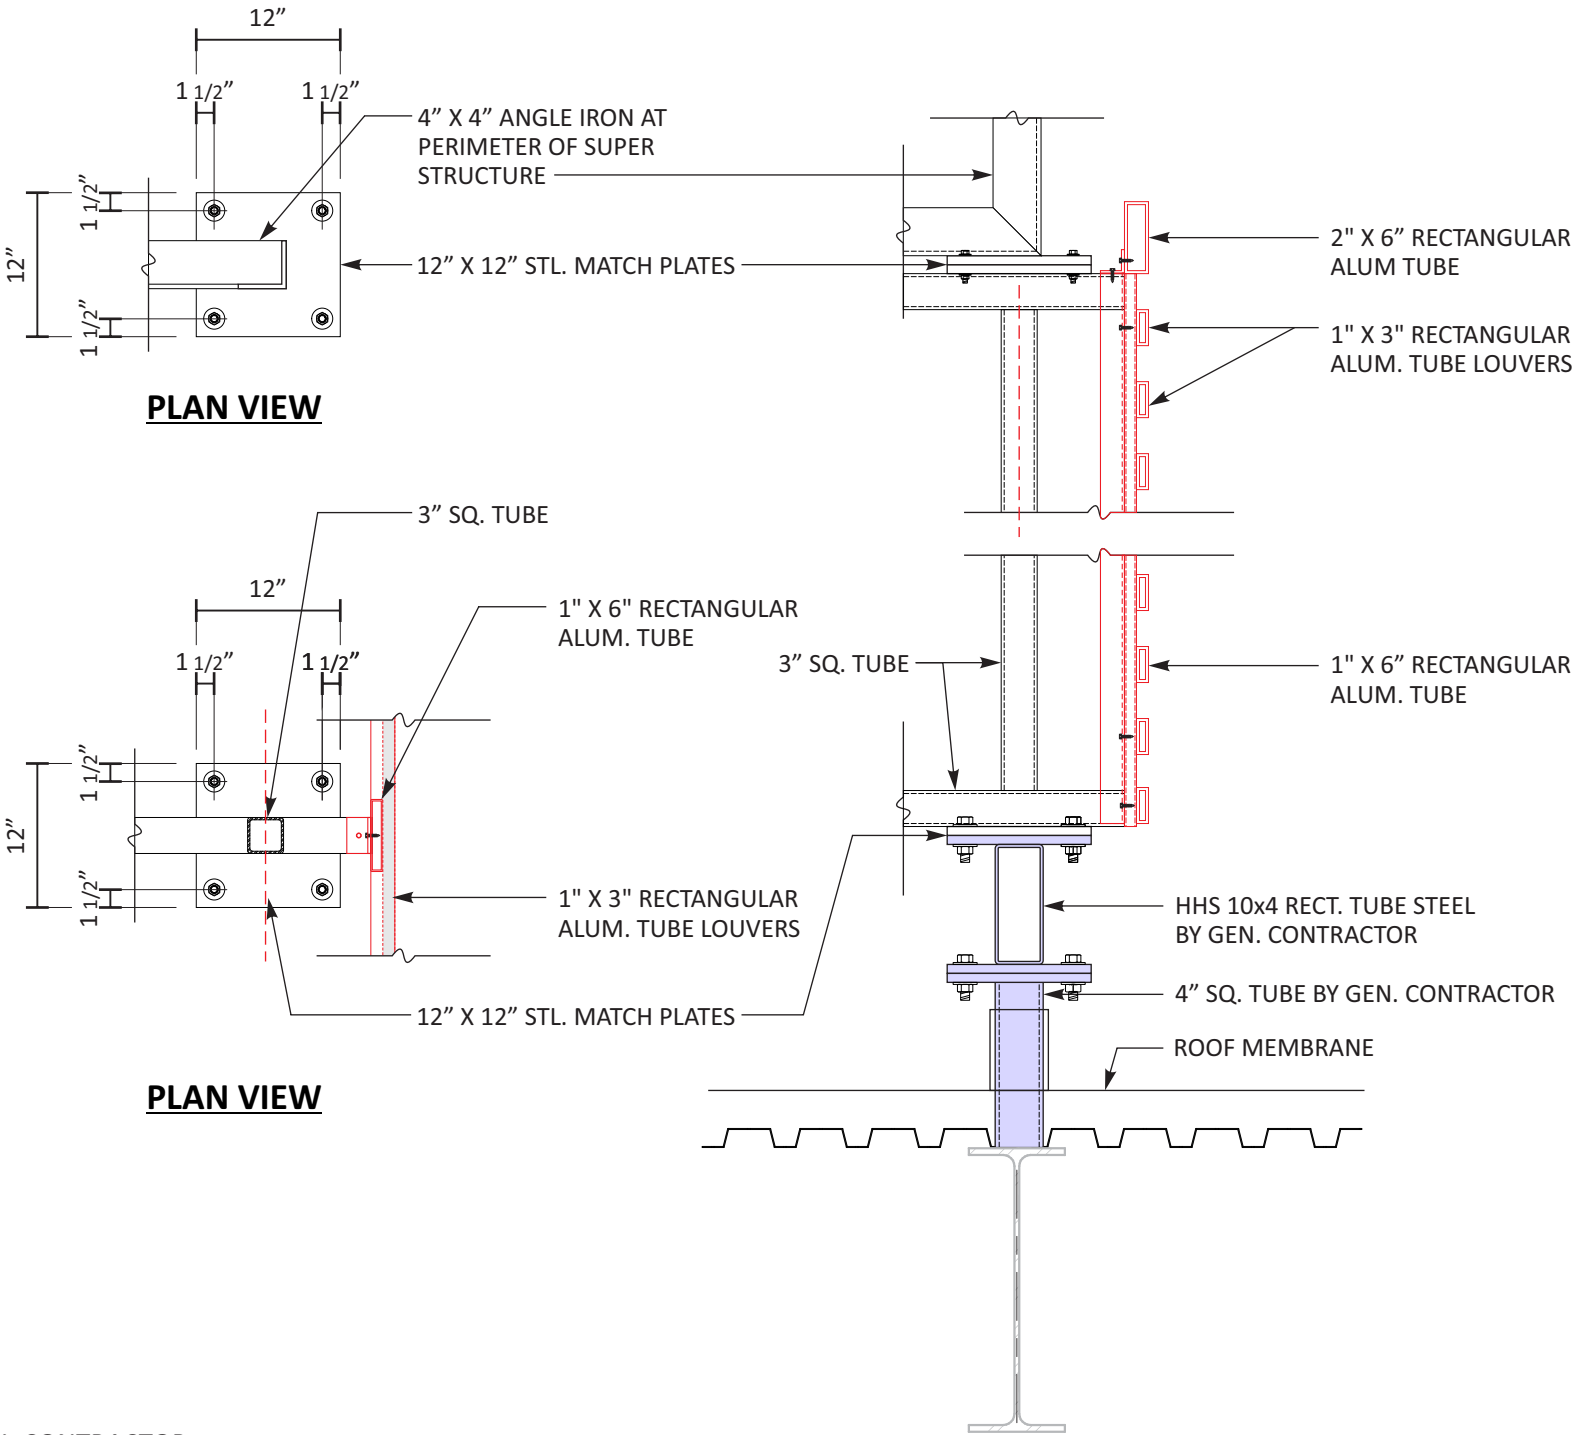 12”
1 1/2”
1 1/2”
4” X 4” ANGLE IRON AT
PERIMETER OF SUPER
STRUCTURE
1 1/2”
12”
1 1/2”
12” X 12” STL. MATCH PLATES
PLAN VIEW
2" X 6” RECTANGULAR
ALUM TUBE
1" X 3" RECTANGULAR
ALUM. TUBE LOUVERS
3” SQ. TUBE
12”
1 1/2”
1 1/2”
1" X 6" RECTANGULAR
ALUM. TUBE
3” SQ. TUBE
1" X 6” RECTANGULAR
ALUM. TUBE
1 1/2”
12”
1 1/2”
1" X 3" RECTANGULAR
ALUM. TUBE LOUVERS
12” X 12” STL. MATCH PLATES
PLAN VIEW
HHS 10x4 RECT. TUBE STEEL
BY GEN. CONTRACTOR
4” SQ. TUBE BY GEN. CONTRACTOR
ROOF MEMBRANE